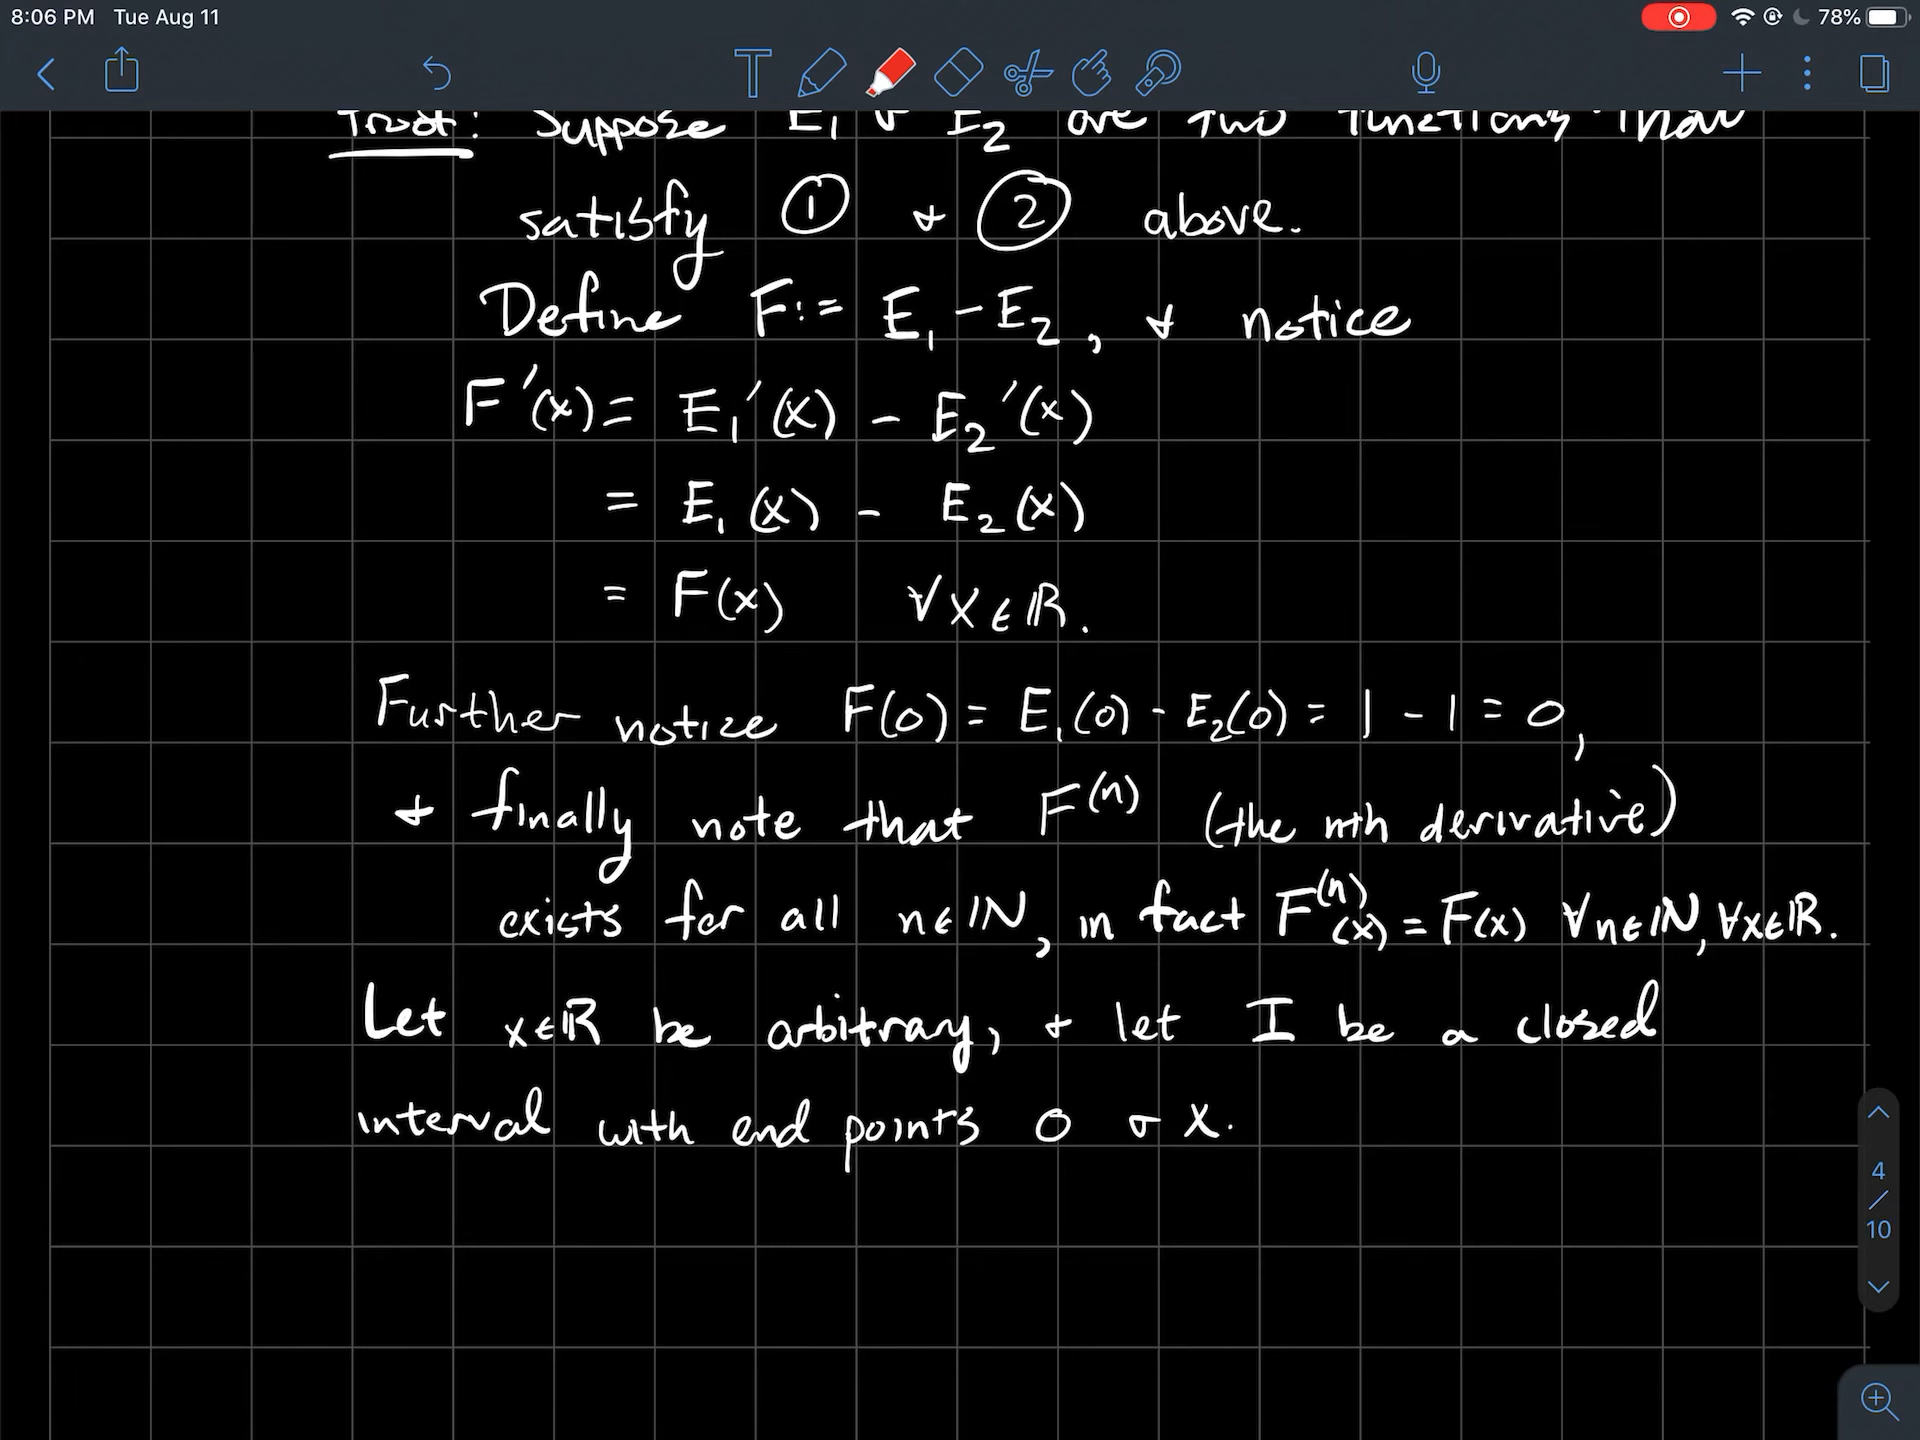 8:06 PM Tue Aug 11 78%
Proof: Suppose E₁ & E₂ are two functions that
satisfy ① & ② above.
Define F := E₁ - E₂, & notice
F'(x) = E₁'(x) - E₂'(x)
= E₁(x) - E₂(x)
= F(x) ∀x∈ℝ.
Further notice F(0) = E₁(0) - E₂(0) = 1 - 1 = 0,
& finally note that F⁽ⁿ⁾ (the nth derivative)
exists for all n∈ℕ, in fact F⁽ⁿ⁾(x) = F(x) ∀n∈ℕ, ∀x∈ℝ.
Let x∈ℝ be arbitrary, & let I be a closed
interval with end points 0 & x.
4
/
10